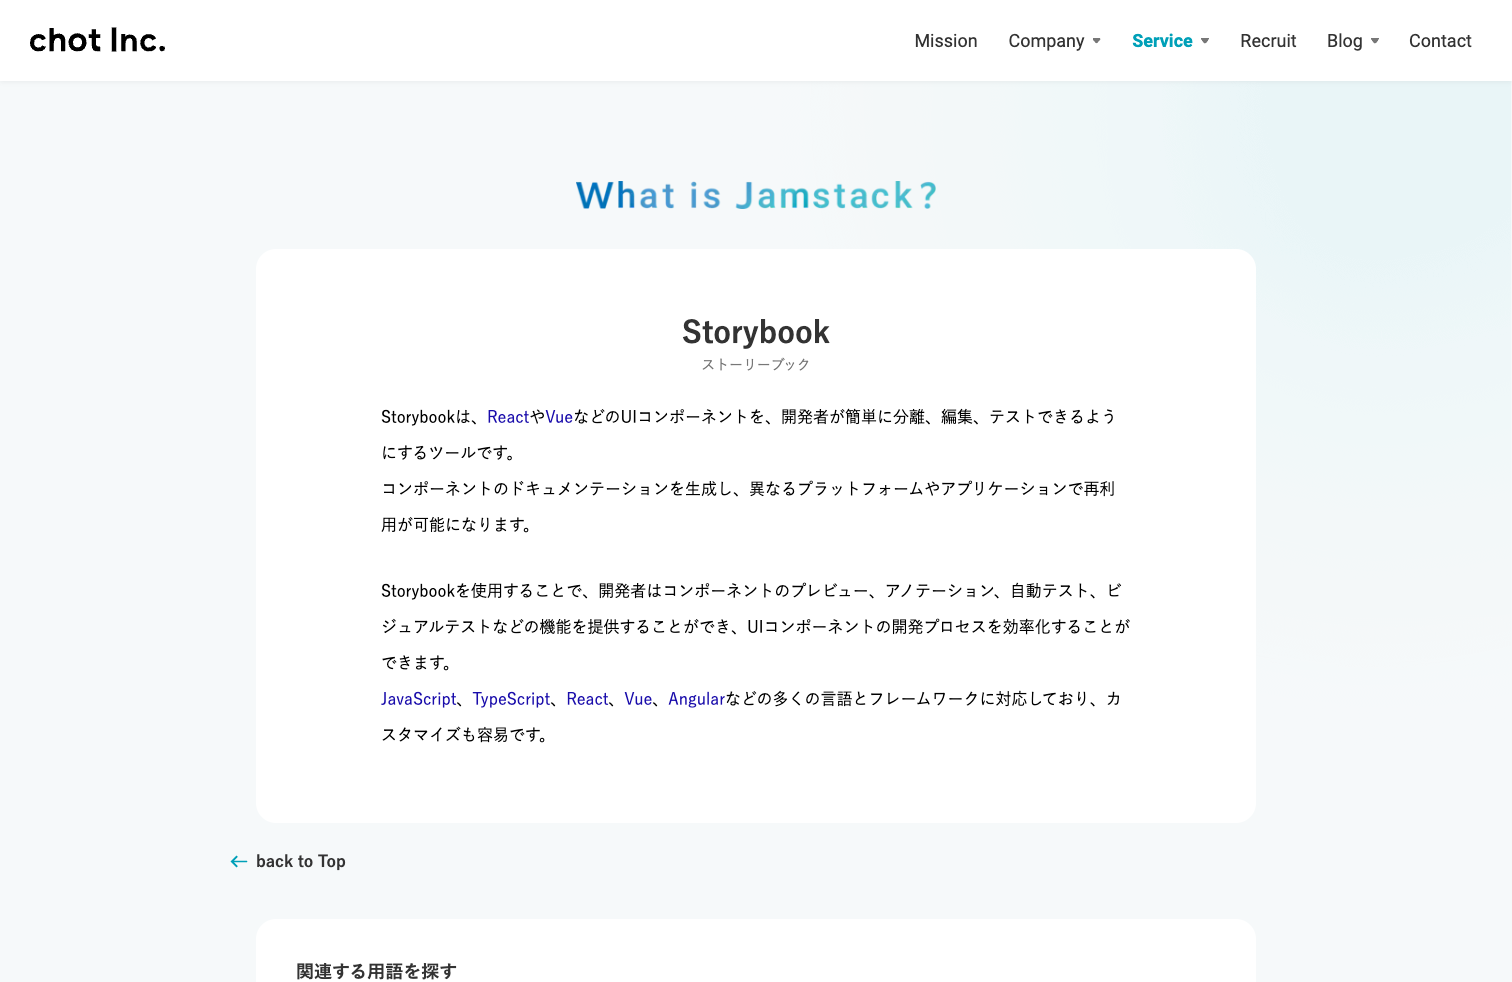 chot Inc.
Mission Company Service Recruit Blog Contact
What is Jamstack?
Storybook
ストーリーブック
Storybookは、ReactやVueなどのUIコンポーネントを、開発者が簡単に分離、編集、テストできるよう
にするツールです。
コンポーネントのドキュメンテーションを生成し、異なるプラットフォームやアプリケーションで再利
用が可能になります。
Storybookを使用することで、開発者はコンポーネントのプレビュー、アノテーション、自動テスト、ビ
ジュアルテストなどの機能を提供することができ、UIコンポーネントの開発プロセスを効率化することが
できます。
JavaScript、TypeScript、React、Vue、Angularなどの多くの言語とフレームワークに対応しており、カ
スタマイズも容易です。
back to Top
関連する用語を探す